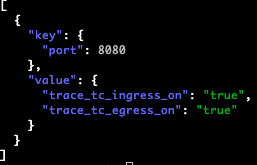 [
  {
    "key": {
      "port": 8080
    },
    "value": {
      "trace_tc_ingress_on": "true",
      "trace_tc_egress_on": "true"
    }
  }
]